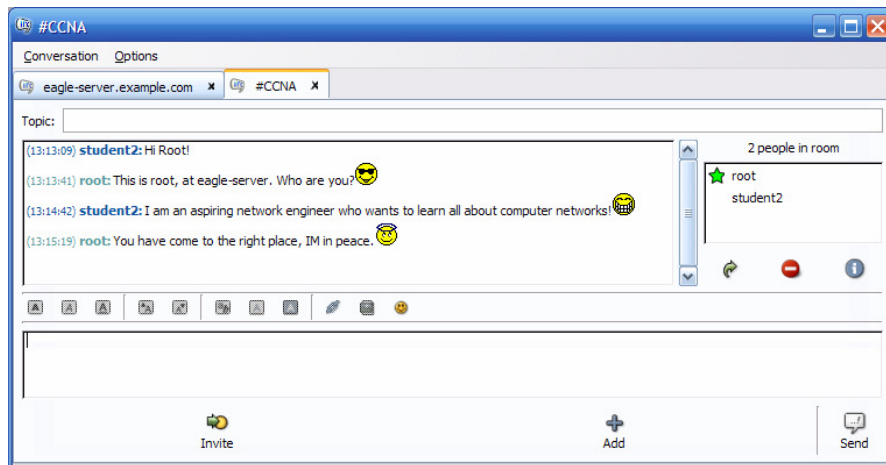 #CCNA
Conversation Options
eagle-server.example.com x #CCNA x
Topic:
2 people in room
(13:13:09) student2: Hi Root!
(13:13:41) root: This is root, at eagle-server. Who are you?
(13:14:42) student2: I am an aspiring network engineer who wants to learn all about computer networks!
(13:15:19) root: You have come to the right place, IM in peace.
root
student2
Invite
Add
Send